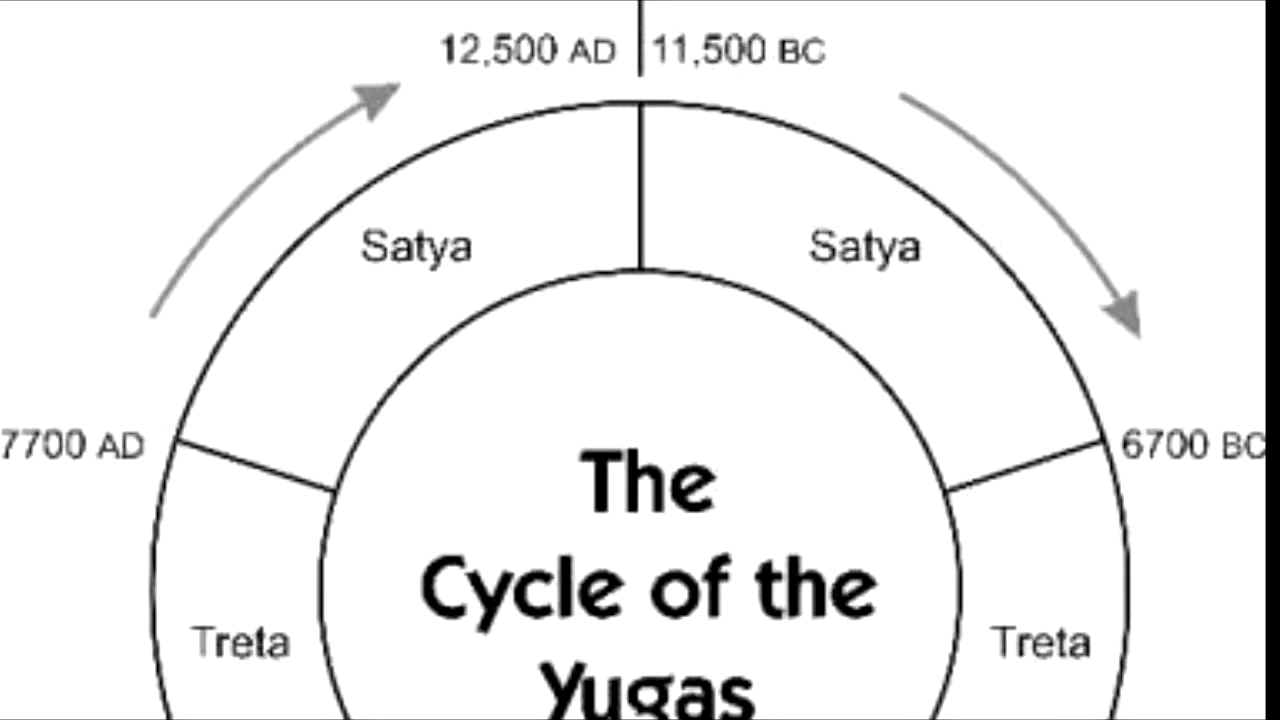 12,500 AD 11,500 BC
Satya Satya
7700 AD 6700 BC
The
Cycle of the
Yugas
Treta Treta